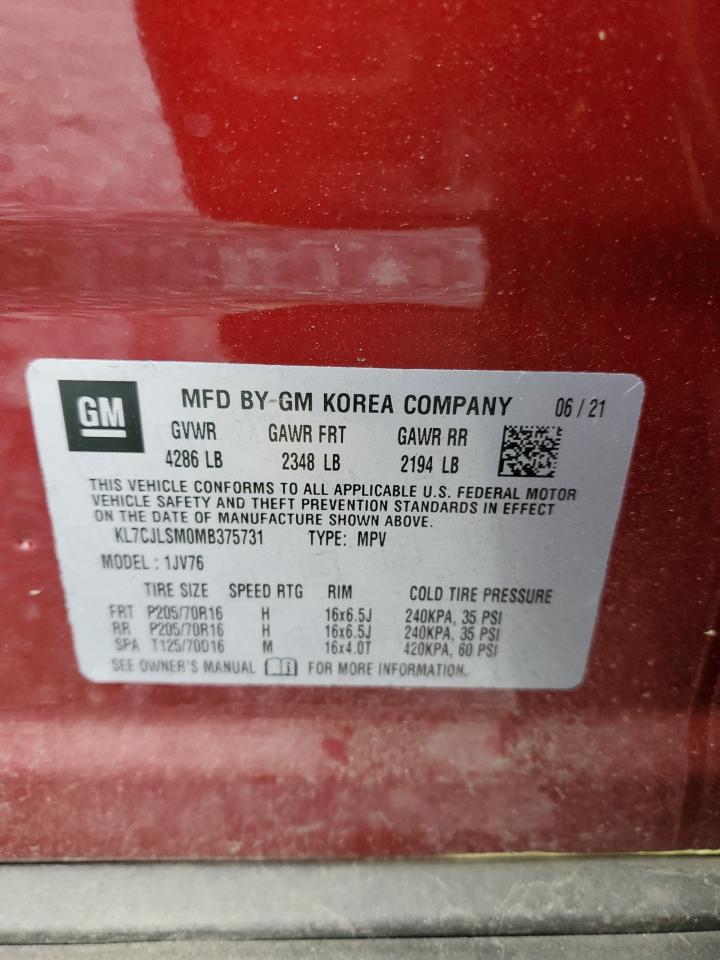 GM
MFD BY GM KOREA COMPANY 06 / 21
GVWR GAWR FRT GAWR RR
4286 LB 2348 LB 2194 LB
THIS VEHICLE CONFORMS TO ALL APPLICABLE U.S. FEDERAL MOTOR
VEHICLE SAFETY AND THEFT PREVENTION STANDARDS IN EFFECT
ON THE DATE OF MANUFACTURE SHOWN ABOVE.
KL7CJLSM0MB375731 TYPE: MPV
MODEL : 1JV76
TIRE SIZE SPEED RTG RIM COLD TIRE PRESSURE
FRT P205/70R16 H 16x6.5J 240KPA, 35 PSI
RR P205/70R16 H 16x6.5J 240KPA, 35 PSI
SPA T125/70D16 M 16x4.0T 420KPA, 60 PSI
SEE OWNER'S MANUAL FOR MORE INFORMATION.